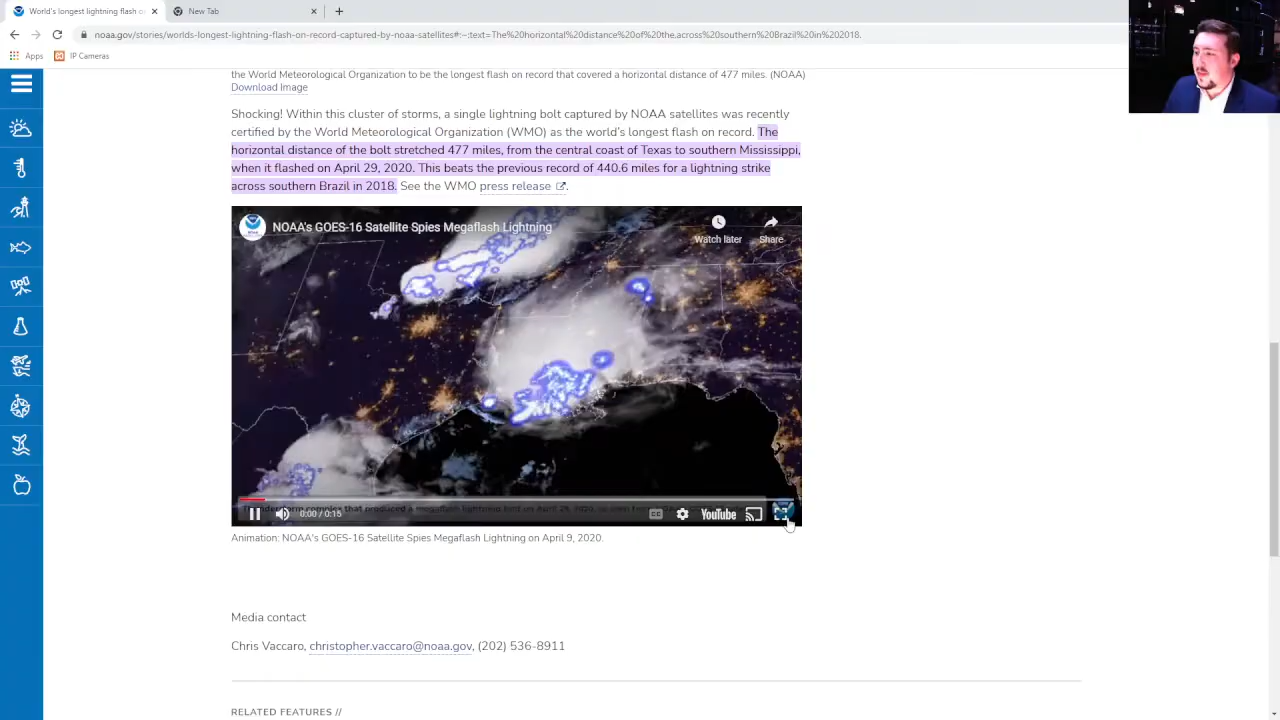 World's longest lightning flash o
New Tab
noaa.gov/stories/worlds-longest-lightning-flash-on-record-captured-by-noaa-satellites#:~:text=The%20horizontal%20distance%20of%20the,across%20southern%20Brazil%20in%202018.
Apps
IP Cameras
the World Meteorological Organization to be the longest flash on record that covered a horizontal distance of 477 miles. (NOAA)
Download Image
Shocking! Within this cluster of storms, a single lightning bolt captured by NOAA satellites was recently
certified by the World Meteorological Organization (WMO) as the world's longest flash on record. The
horizontal distance of the bolt stretched 477 miles, from the central coast of Texas to southern Mississippi,
when it flashed on April 29, 2020. This beats the previous record of 440.6 miles for a lightning strike
across southern Brazil in 2018. See the WMO press release.
NOAA's GOES-16 Satellite Spies Megaflash Lightning
Watch later
Share
0:00 / 0:15
CC
YouTube
Animation: NOAA's GOES-16 Satellite Spies Megaflash Lightning on April 9, 2020.
Media contact
Chris Vaccaro, christopher.vaccaro@noaa.gov, (202) 536-8911
RELATED FEATURES //